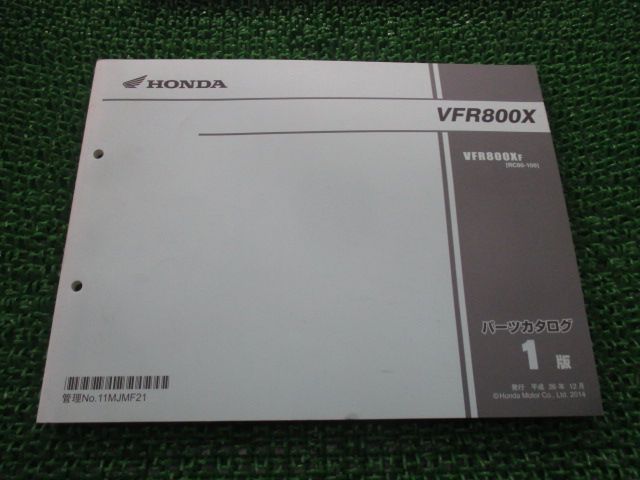 HONDA
VFR800X
VFR800XF
[RC80-100]
パーツカタログ
1 版
発行 平成 26 年 12 月
©Honda Motor Co., Ltd. 2014
管理No.11MJMF21